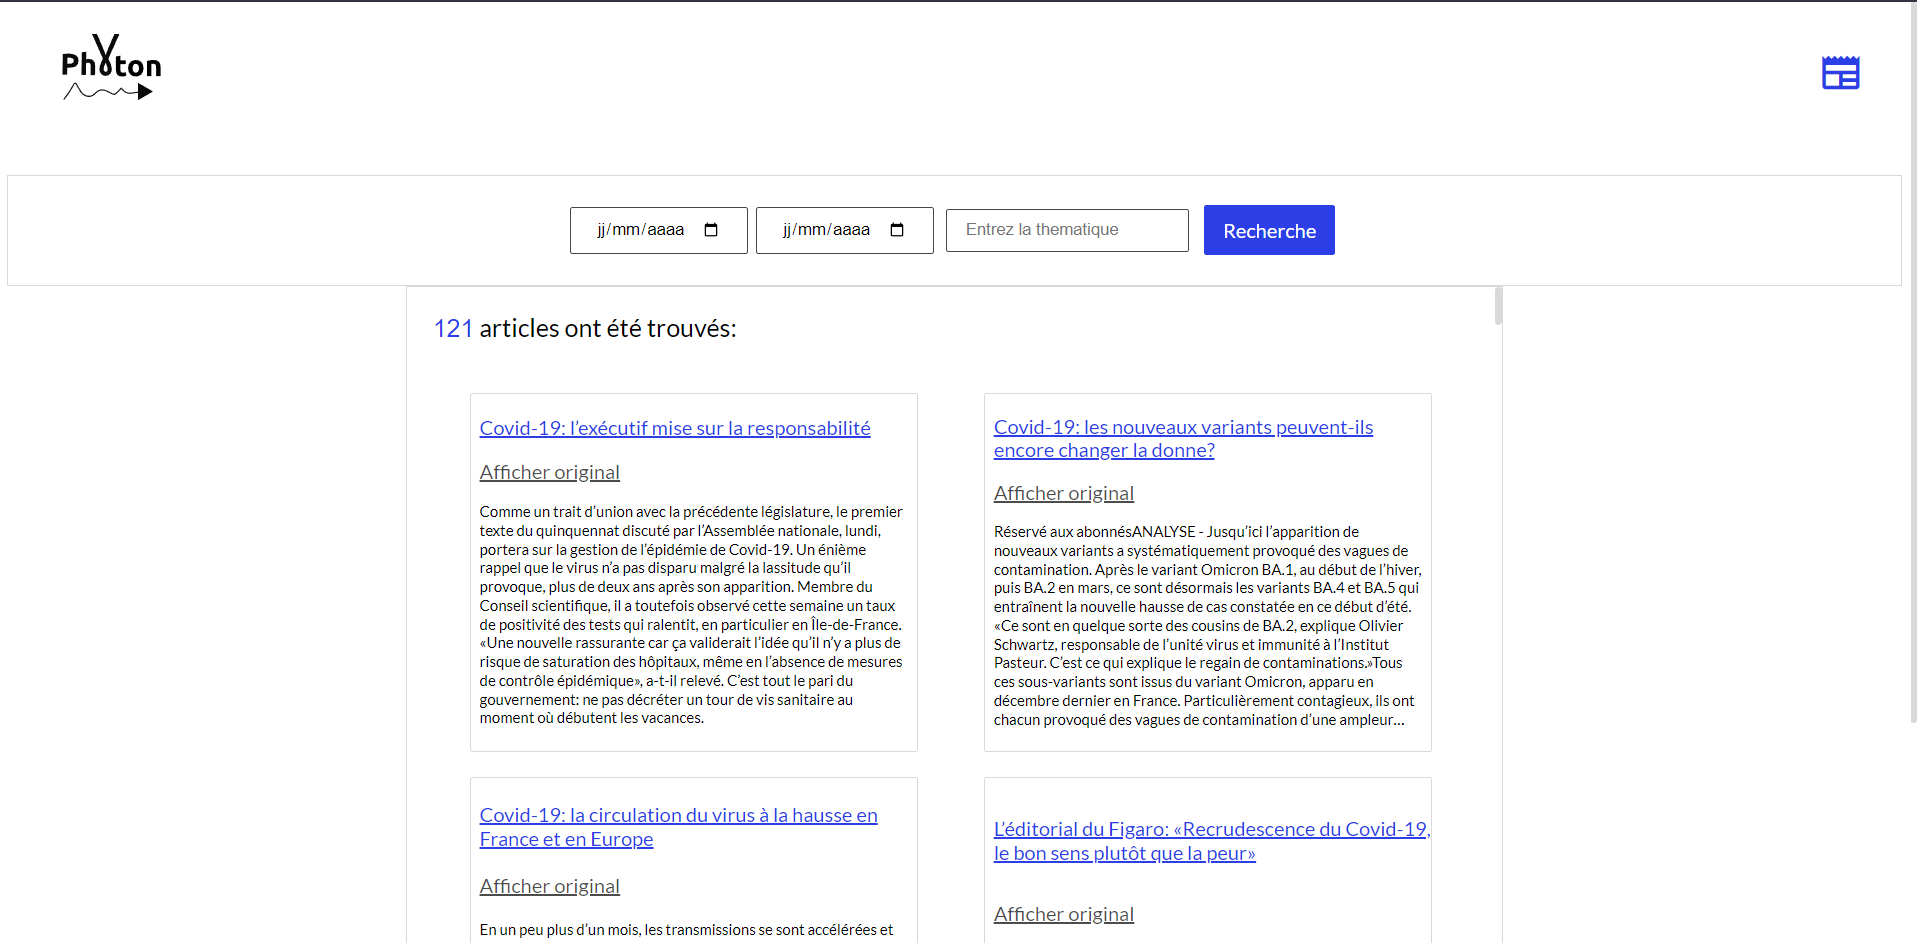 Photon
jj/mm/aaaa
jj/mm/aaaa
Entrez la thematique
Recherche
121 articles ont été trouvés:
Covid-19: l’exécutif mise sur la responsabilité
Afficher original
Comme un trait d’union avec la précédente législature, le premier
texte du quinquennat discuté par l’Assemblée nationale, lundi,
portera sur la gestion de l’épidémie de Covid-19. Un énième
rappel que le virus n’a pas disparu malgré la lassitude qu’il
provoque, plus de deux ans après son apparition. Membre du
Conseil scientifique, il a toutefois observé cette semaine un taux
de positivité des tests qui ralentit, en particulier en Île-de-France.
«Une nouvelle rassurante car ça validerait l’idée qu’il n’y a plus de
risque de saturation des hôpitaux, même en l’absence de mesures
de contrôle épidémique», a-t-il relevé. C’est tout le pari du
gouvernement: ne pas décréter un tour de vis sanitaire au
moment où débutent les vacances.
Covid-19: les nouveaux variants peuvent-ils
encore changer la donne?
Afficher original
Réservé aux abonnésANALYSE - Jusqu’ici l’apparition de
nouveaux variants a systématiquement provoqué des vagues de
contamination. Après le variant Omicron BA.1, au début de l’hiver,
puis BA.2 en mars, ce sont désormais les variants BA.4 et BA.5 qui
entraînent la nouvelle hausse de cas constatée en ce début d’été.
«Ce sont en quelque sorte des cousins de BA.2, explique Olivier
Schwartz, responsable de l’unité virus et immunité à l’Institut
Pasteur. C’est ce qui explique le regain de contaminations.»Tous
ces sous-variants sont issus du variant Omicron, apparu en
décembre dernier en France. Particulièrement contagieux, ils ont
chacun provoqué des vagues de contamination d’une ampleur...
Covid-19: la circulation du virus à la hausse en
France et en Europe
Afficher original
En un peu plus d’un mois, les transmissions se sont accélérées et
L’éditorial du Figaro: «Recrudescence du Covid-19,
le bon sens plutôt que la peur»
Afficher original